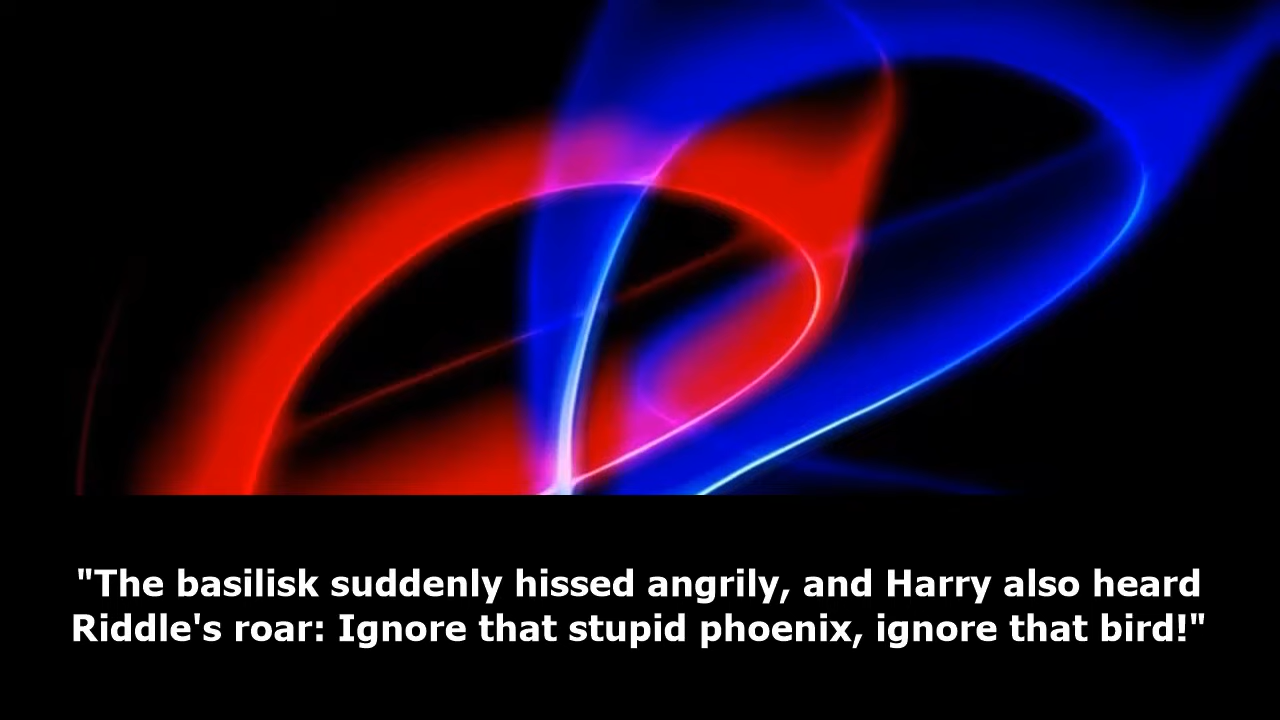 "The basilisk suddenly hissed angrily, and Harry also heard
Riddle's roar: Ignore that stupid phoenix, ignore that bird!"